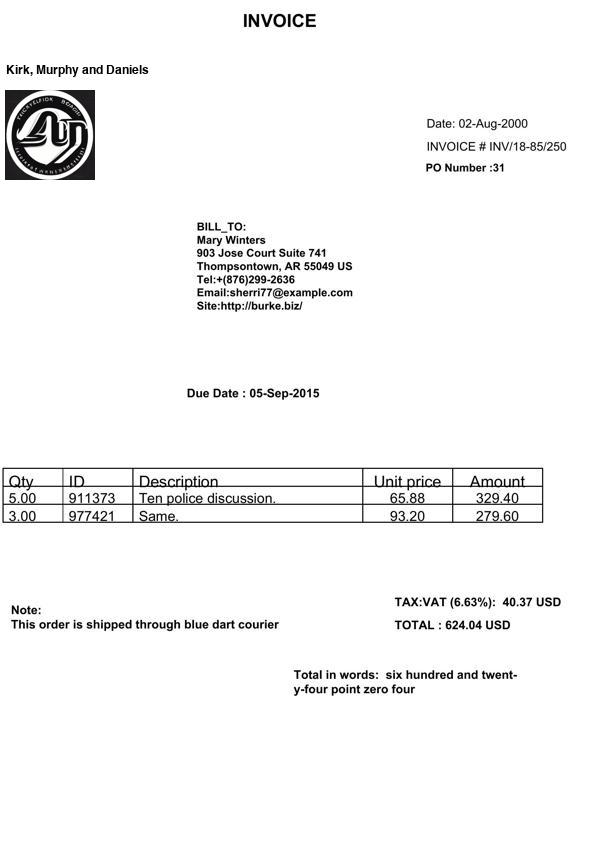 INVOICE
Kirk, Murphy and Daniels
Date: 02-Aug-2000
INVOICE # INV/18-85/250
PO Number :31
BILL_TO:
Mary Winters
903 Jose Court Suite 741
Thompsontown, AR 55049 US
Tel:+(876)299-2636
Email:sherri77@example.com
Site:http://burke.biz/
Due Date : 05-Sep-2015
Qty ID Description Unit price Amount
5.00 911373 Ten police discussion. 65.88 329.40
3.00 977421 Same. 93.20 279.60
TAX:VAT (6.63%): 40.37 USD
Note:
This order is shipped through blue dart courier
TOTAL : 624.04 USD
Total in words: six hundred and twent-
y-four point zero four